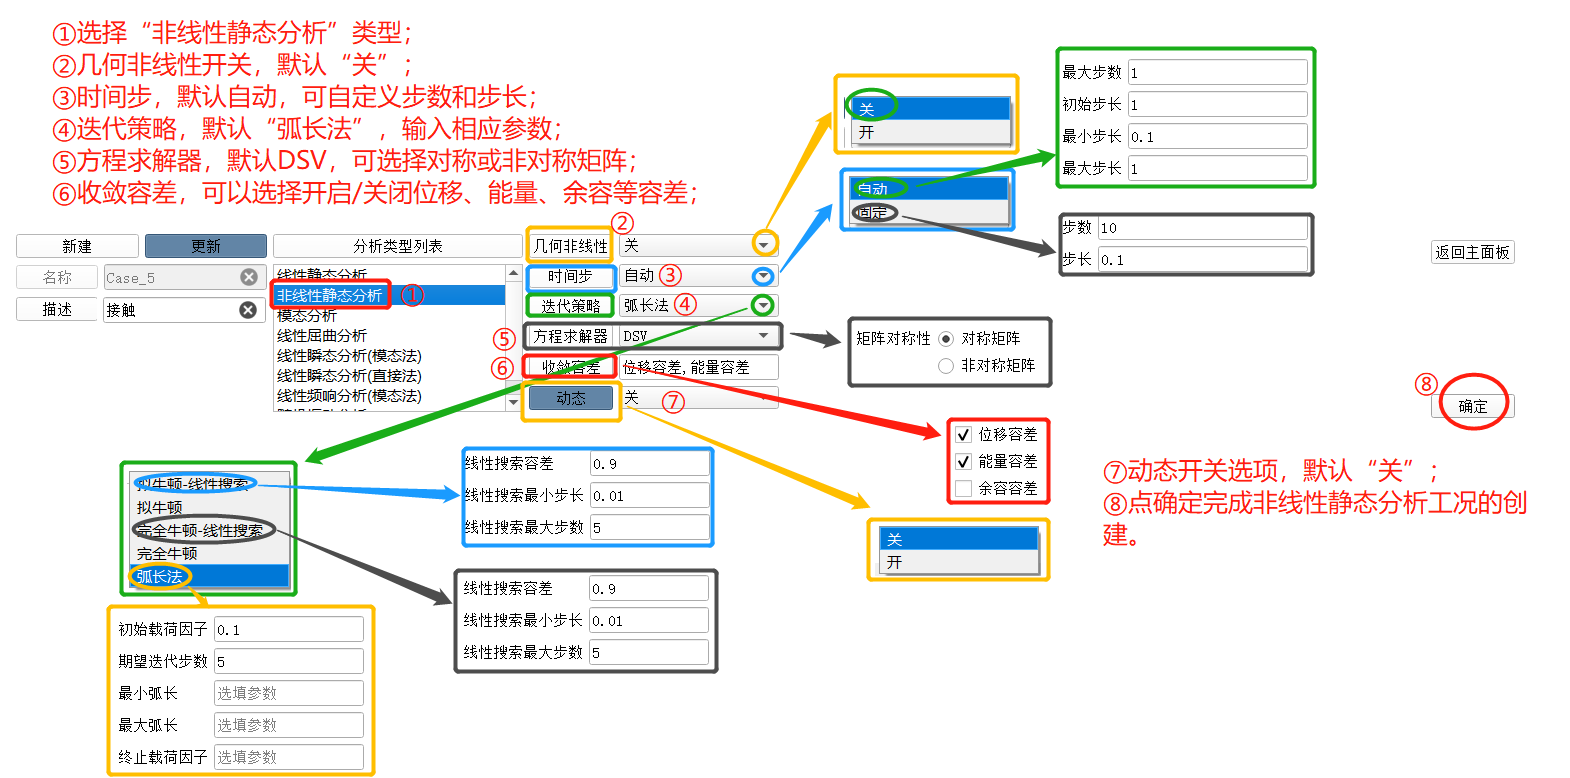 ①选择“非线性静态分析”类型；
②几何非线性开关，默认“关”；
③时间步，默认自动，可自定义步数和步长；
④迭代策略，默认“弧长法”，输入相应参数；
⑤方程求解器，默认DSV，可选择对称或非对称矩阵；
⑥收敛容差，可以选择开启/关闭位移、能量、余容等容差；
关
开
最大步数 1
初始步长 1
最小步长 0.1
最大步长 1
自动
固定
步数 10
步长 0.1
新建 更新 分析类型列表
名称 Case_5
描述 接触
线性静态分析
非线性静态分析 ①
模态分析
线性屈曲分析
线性瞬态分析(模态法)
线性瞬态分析(直接法)
线性频响分析(模态法)
②
几何非线性 关
时间步 自动 ③
迭代策略 弧长法 ④
⑤ 方程求解器 DSV
⑥ 收敛容差 位移容差,能量容差
动态 关 ⑦
返回主面板
矩阵对称性 对称矩阵
非对称矩阵
⑧
确定
位移容差
能量容差
余容容差
⑦动态开关选项，默认“关”；
⑧点确定完成非线性静态分析工况的创
建。
关
开
拟牛顿-线性搜索
拟牛顿
完全牛顿-线性搜索
完全牛顿
弧长法
线性搜索容差 0.9
线性搜索最小步长 0.01
线性搜索最大步数 5
线性搜索容差 0.9
线性搜索最小步长 0.01
线性搜索最大步数 5
初始载荷因子 0.1
期望迭代步数 5
最小弧长 选填参数
最大弧长 选填参数
终止载荷因子 选填参数